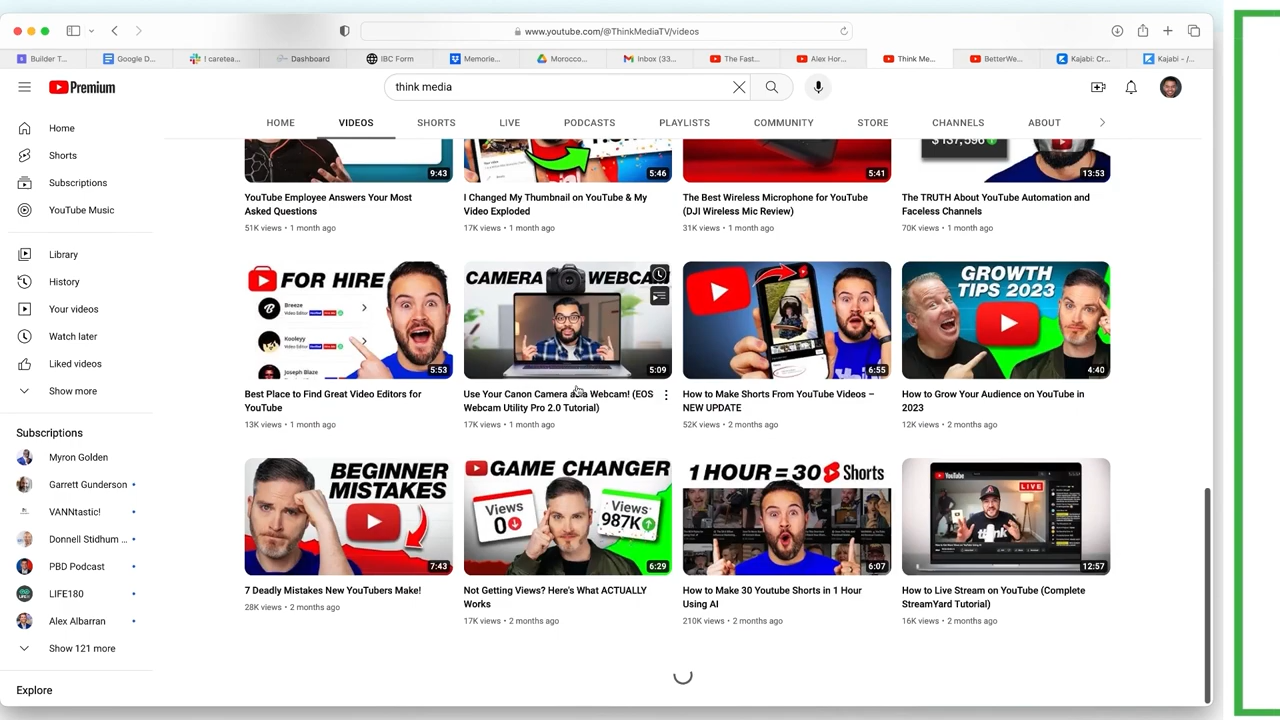 www.youtube.com/@ThinkMediaTV/videos
Builder T...
Google D...
! caretea...
Dashboard
IBC Form
Memorie...
Morocco...
Inbox (33...
The Fast...
Alex Hor...
Think Me...
BetterWe...
Kajabi: Cr...
Kajabi - /...
Premium
think media
HOME
VIDEOS
SHORTS
LIVE
PODCASTS
PLAYLISTS
COMMUNITY
STORE
CHANNELS
ABOUT
Home
Shorts
Subscriptions
YouTube Music
Library
History
Your videos
Watch later
Liked videos
Show more
Subscriptions
Myron Golden
Garrett Gunderson
VANNtastic!
PBD Podcast
LIFE180
Alex Albarran
Show 121 more
Explore
9:43
YouTube Employee Answers Your Most
Asked Questions
51K views • 1 month ago
5:46
I Changed My Thumbnail on YouTube & My
Video Exploded
17K views • 1 month ago
5:41
The Best Wireless Microphone for YouTube
(DJI Wireless Mic Review)
31K views • 1 month ago
13:53
The TRUTH About YouTube Automation and
Faceless Channels
70K views • 1 month ago
FOR HIRE
Breeze
Kooleyy
Joseph Blaze
5:53
Best Place to Find Great Video Editors for
YouTube
13K views • 1 month ago
CAMERA WEBCA
5:09
Use Your Canon Camera as a Webcam! (EOS
Webcam Utility Pro 2.0 Tutorial)
17K views • 1 month ago
6:55
How to Make Shorts From YouTube Videos –
NEW UPDATE
52K views • 2 months ago
GROWTH
TIPS 2023
4:40
How to Grow Your Audience on YouTube in
2023
12K views • 2 months ago
BEGINNER
MISTAKES
7:43
7 Deadly Mistakes New YouTubers Make!
28K views • 2 months ago
GAME CHANGER
Views
0
Views
987K
6:29
Not Getting Views? Here's What ACTUALLY
Works
17K views • 2 months ago
1 HOUR = 30 Shorts
6:07
How to Make 30 Youtube Shorts in 1 Hour
Using AI
210K views • 2 months ago
YouTube
LIVE
think
12:57
How to Live Stream on YouTube (Complete
StreamYard Tutorial)
16K views • 2 months ago